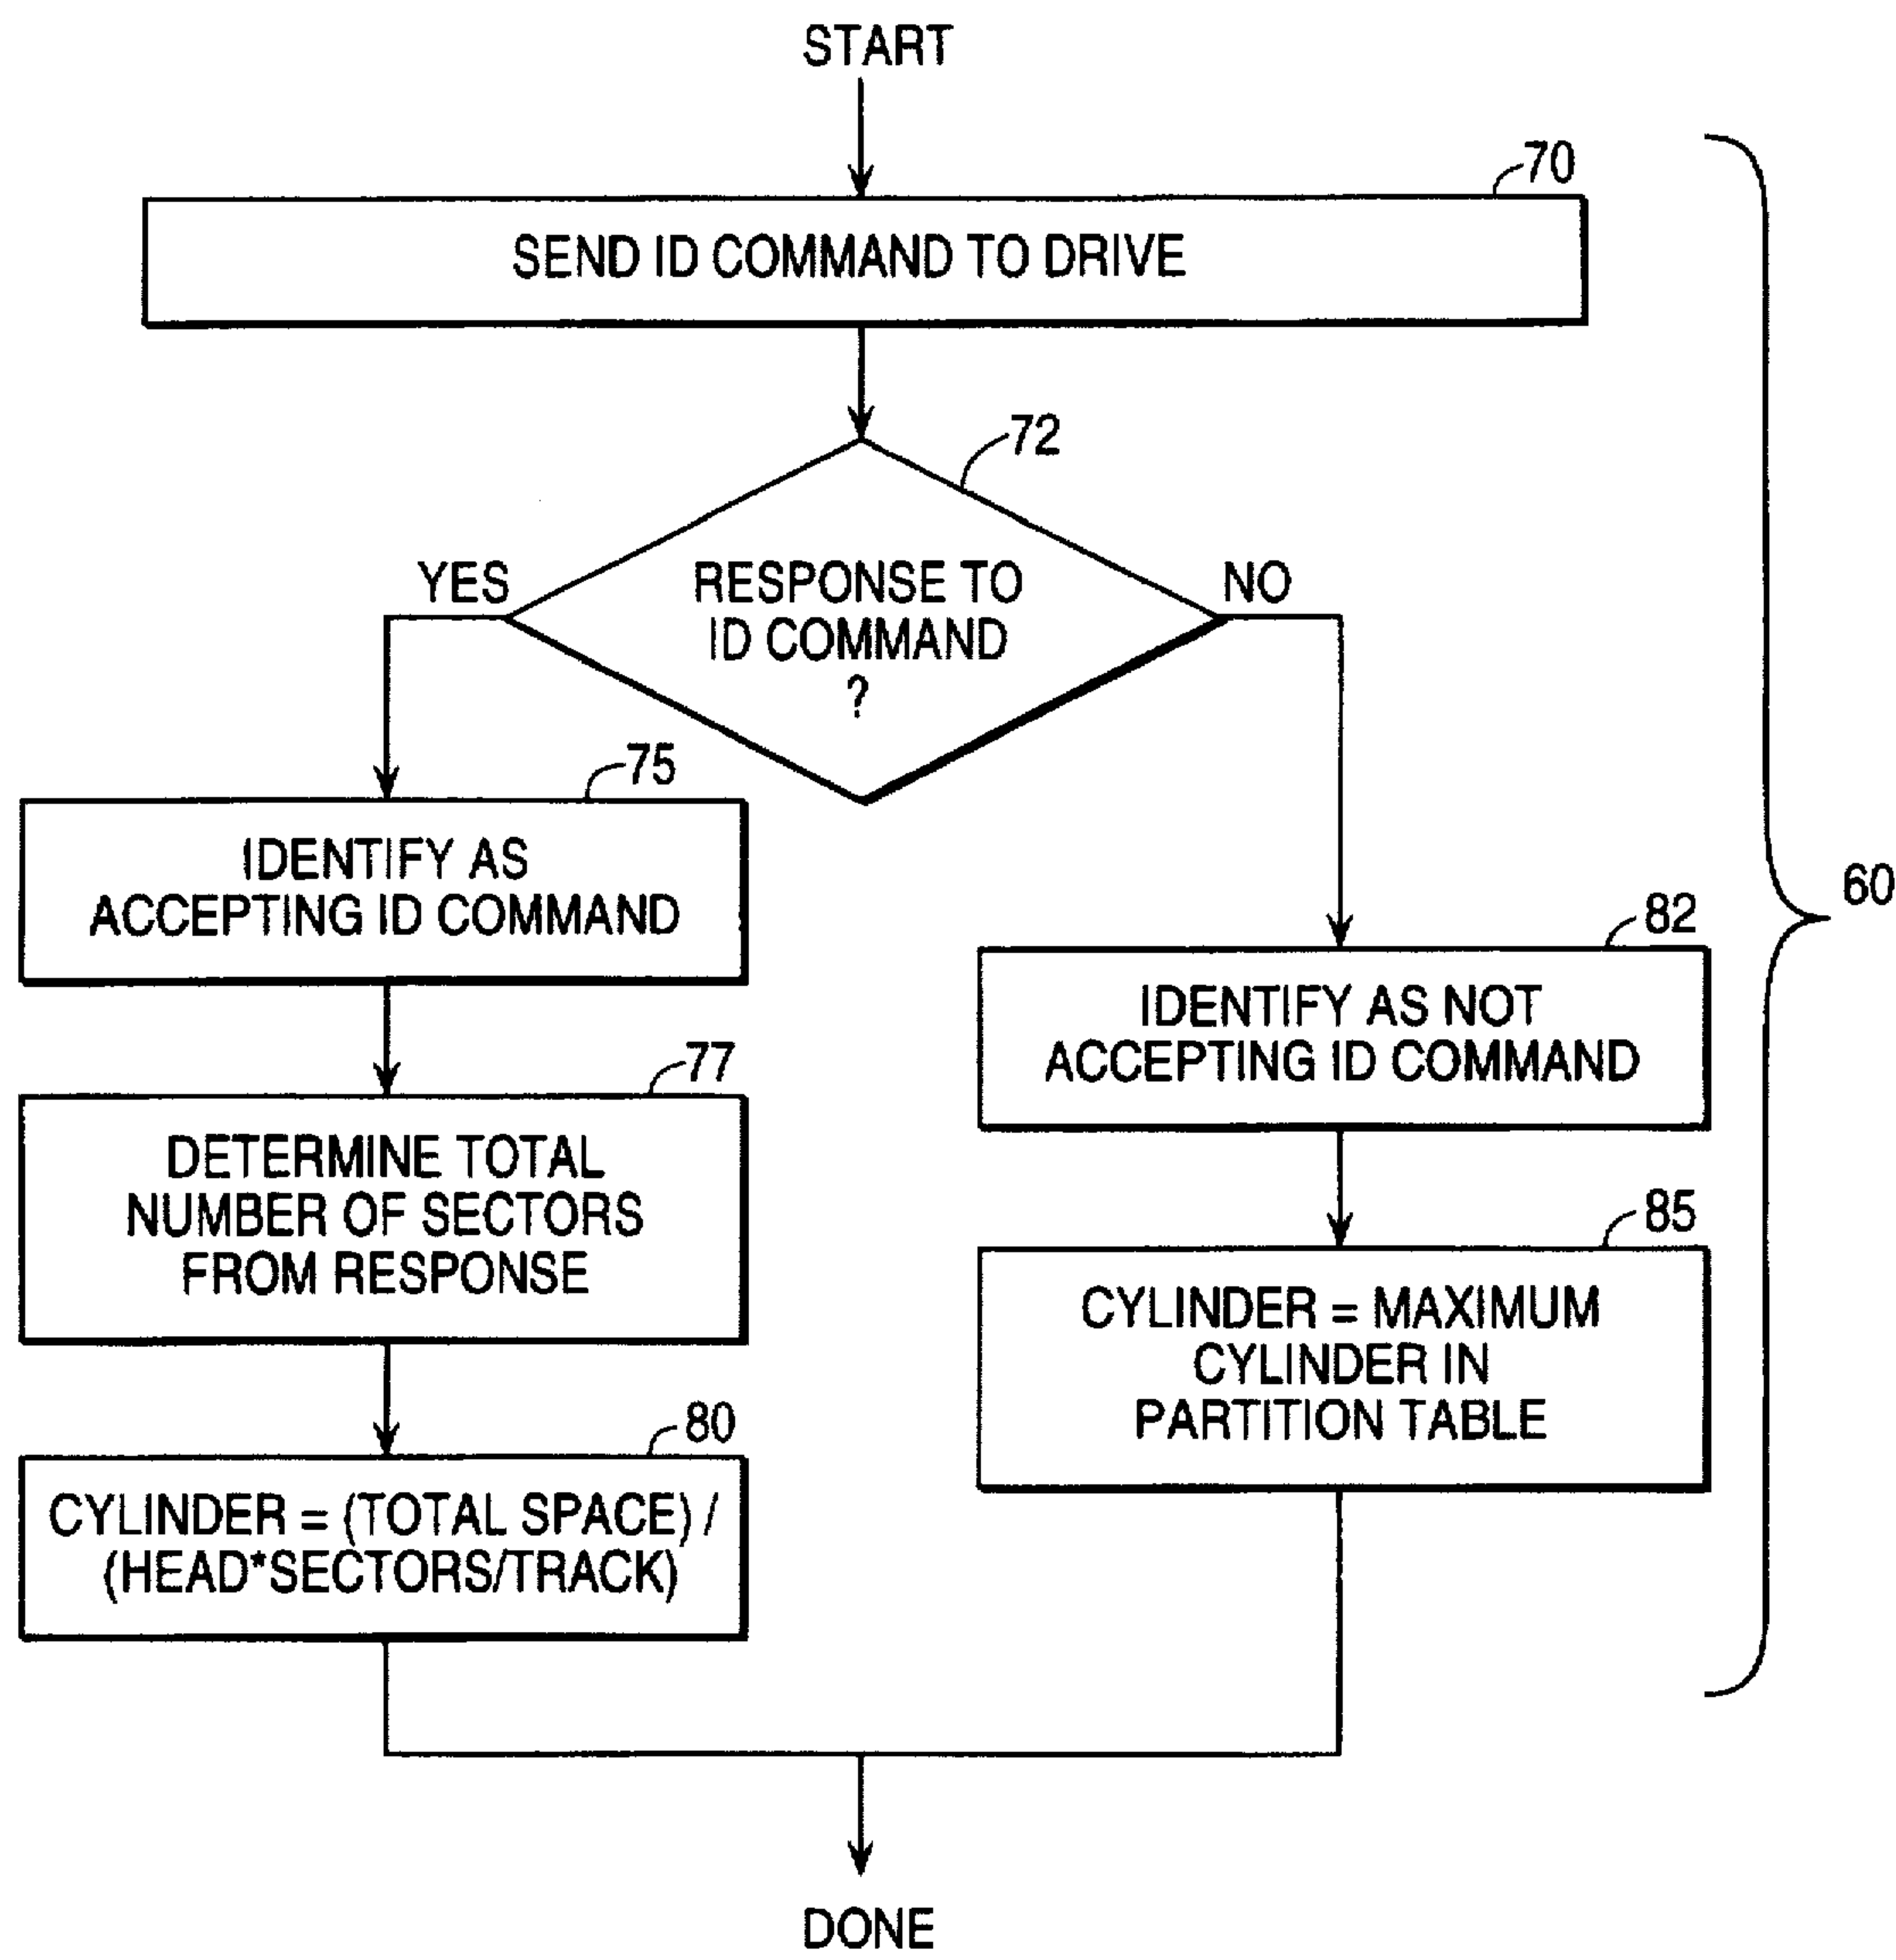 START
70
SEND ID COMMAND TO DRIVE
72
YES
RESPONSE TO
ID COMMAND
?
NO
75
IDENTIFY AS
ACCEPTING ID COMMAND
77
DETERMINE TOTAL
NUMBER OF SECTORS
FROM RESPONSE
80
CYLINDER = (TOTAL SPACE) /
(HEAD*SECTORS/TRACK)
82
IDENTIFY AS NOT
ACCEPTING ID COMMAND
85
CYLINDER = MAXIMUM
CYLINDER IN
PARTITION TABLE
60
DONE